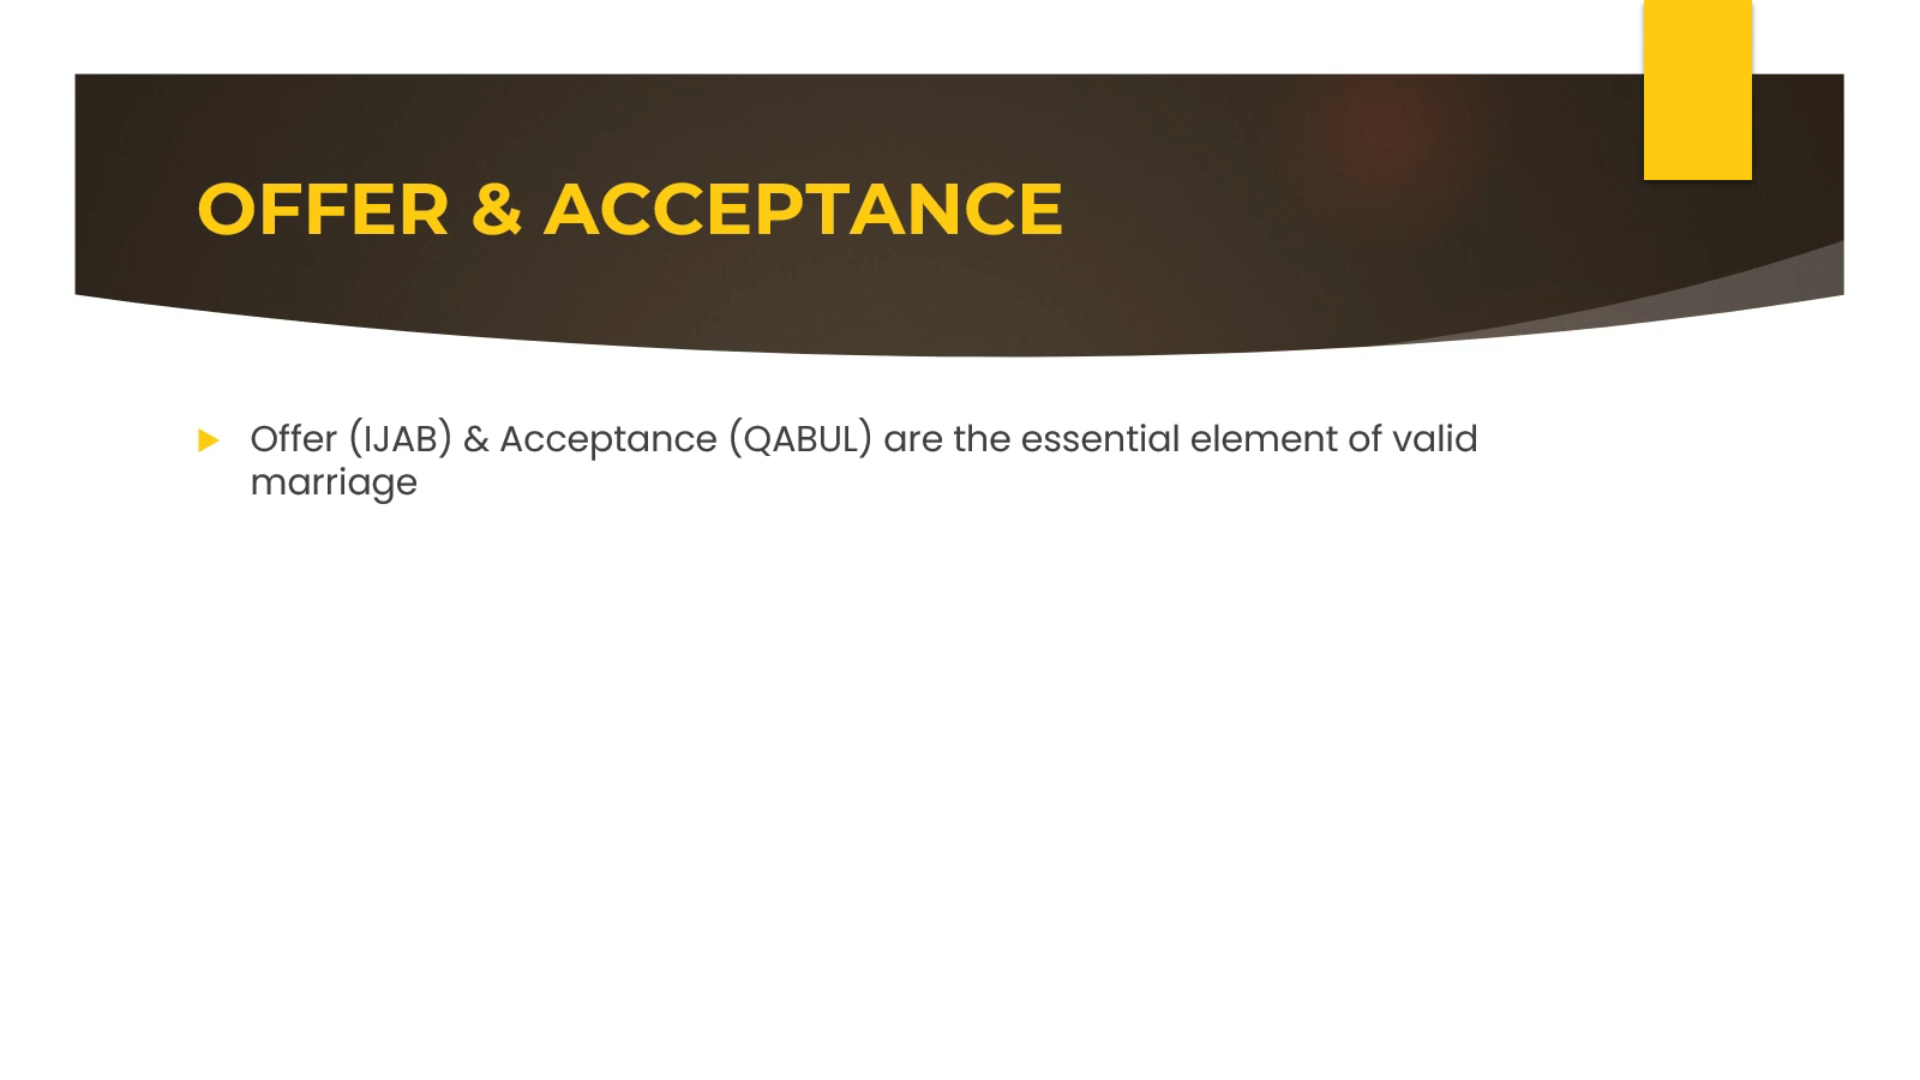 OFFER & ACCEPTANCE
Offer (IJAB) & Acceptance (QABUL) are the essential element of valid
marriage